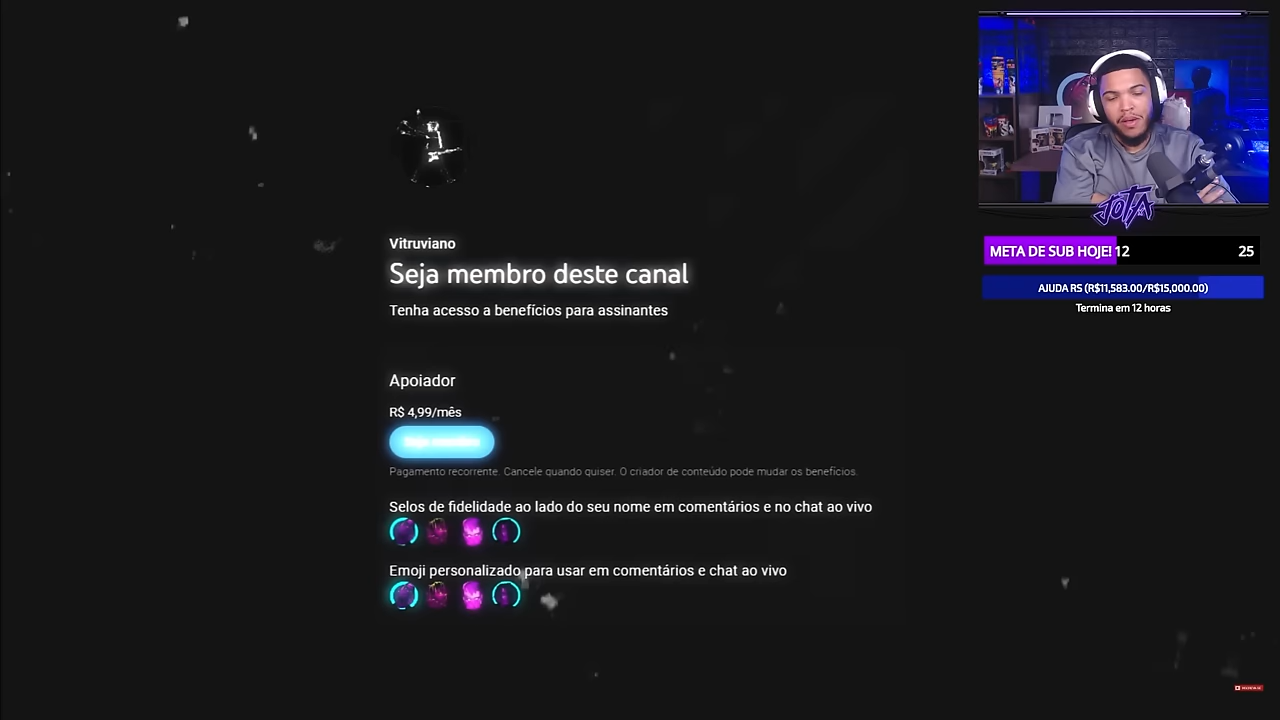 Vitruviano
Seja membro deste canal
Tenha acesso a benefícios para assinantes
Apoiador
R$ 4,99/mês
Pagamento recorrente. Cancele quando quiser. O criador de conteúdo pode mudar os benefícios.
Selos de fidelidade ao lado do seu nome em comentários e no chat ao vivo
Emoji personalizado para usar em comentários e chat ao vivo
JOTA
META DE SUB HOJE! 12 25
AJUDA RS (R$11,583.00/R$15,000.00)
Termina em 12 horas